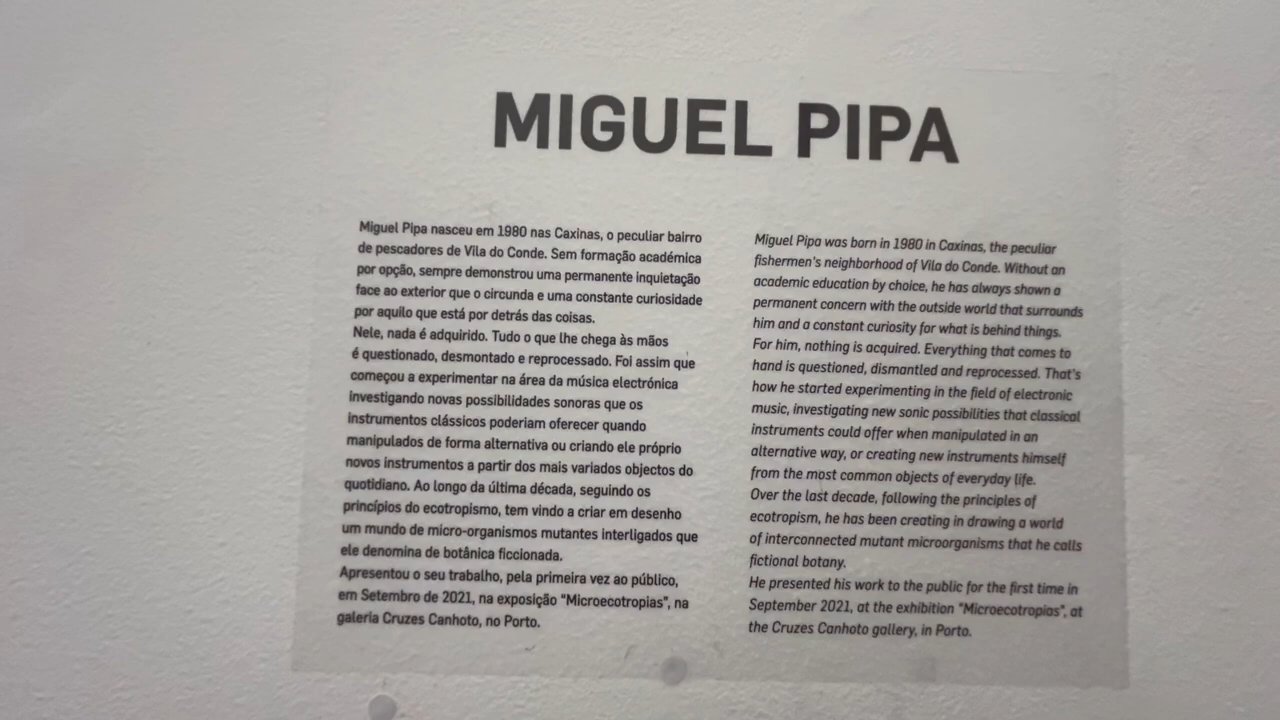 MIGUEL PIPA
Miguel Pipa nasceu em 1980 nas Caxinas, o peculiar bairro
de pescadores de Vila do Conde. Sem formação académica
por opção, sempre demonstrou uma permanente inquietação
face ao exterior que o circunda e uma constante curiosidade
por aquilo que está por detrás das coisas.
Nele, nada é adquirido. Tudo o que lhe chega às mãos
é questionado, desmontado e reprocessado. Foi assim que
começou a experimentar na área da música electrónica
investigando novas possibilidades sonoras que os
instrumentos clássicos poderiam oferecer quando
manipulados de forma alternativa ou criando ele próprio
novos instrumentos a partir dos mais variados objectos do
quotidiano. Ao longo da última década, seguindo os
princípios do ecotropismo, tem vindo a criar em desenho
um mundo de micro-organismos mutantes interligados que
ele denomina de botânica ficcionada.
Apresentou o seu trabalho, pela primeira vez ao público,
em Setembro de 2021, na exposição "Microecotropias", na
galeria Cruzes Canhoto, no Porto.
Miguel Pipa was born in 1980 in Caxinas, the peculiar
fishermen's neighborhood of Vila do Conde. Without an
academic education by choice, he has always shown a
permanent concern with the outside world that surrounds
him and a constant curiosity for what is behind things.
For him, nothing is acquired. Everything that comes to
hand is questioned, dismantled and reprocessed. That's
how he started experimenting in the field of electronic
music, investigating new sonic possibilities that classical
instruments could offer when manipulated in an
alternative way, or creating new instruments himself
from the most common objects of everyday life.
Over the last decade, following the principles of
ecotropism, he has been creating in drawing a world
of interconnected mutant microorganisms that he calls
fictional botany.
He presented his work to the public for the first time in
September 2021, at the exhibition "Microecotropias", at
the Cruzes Canhoto gallery, in Porto.